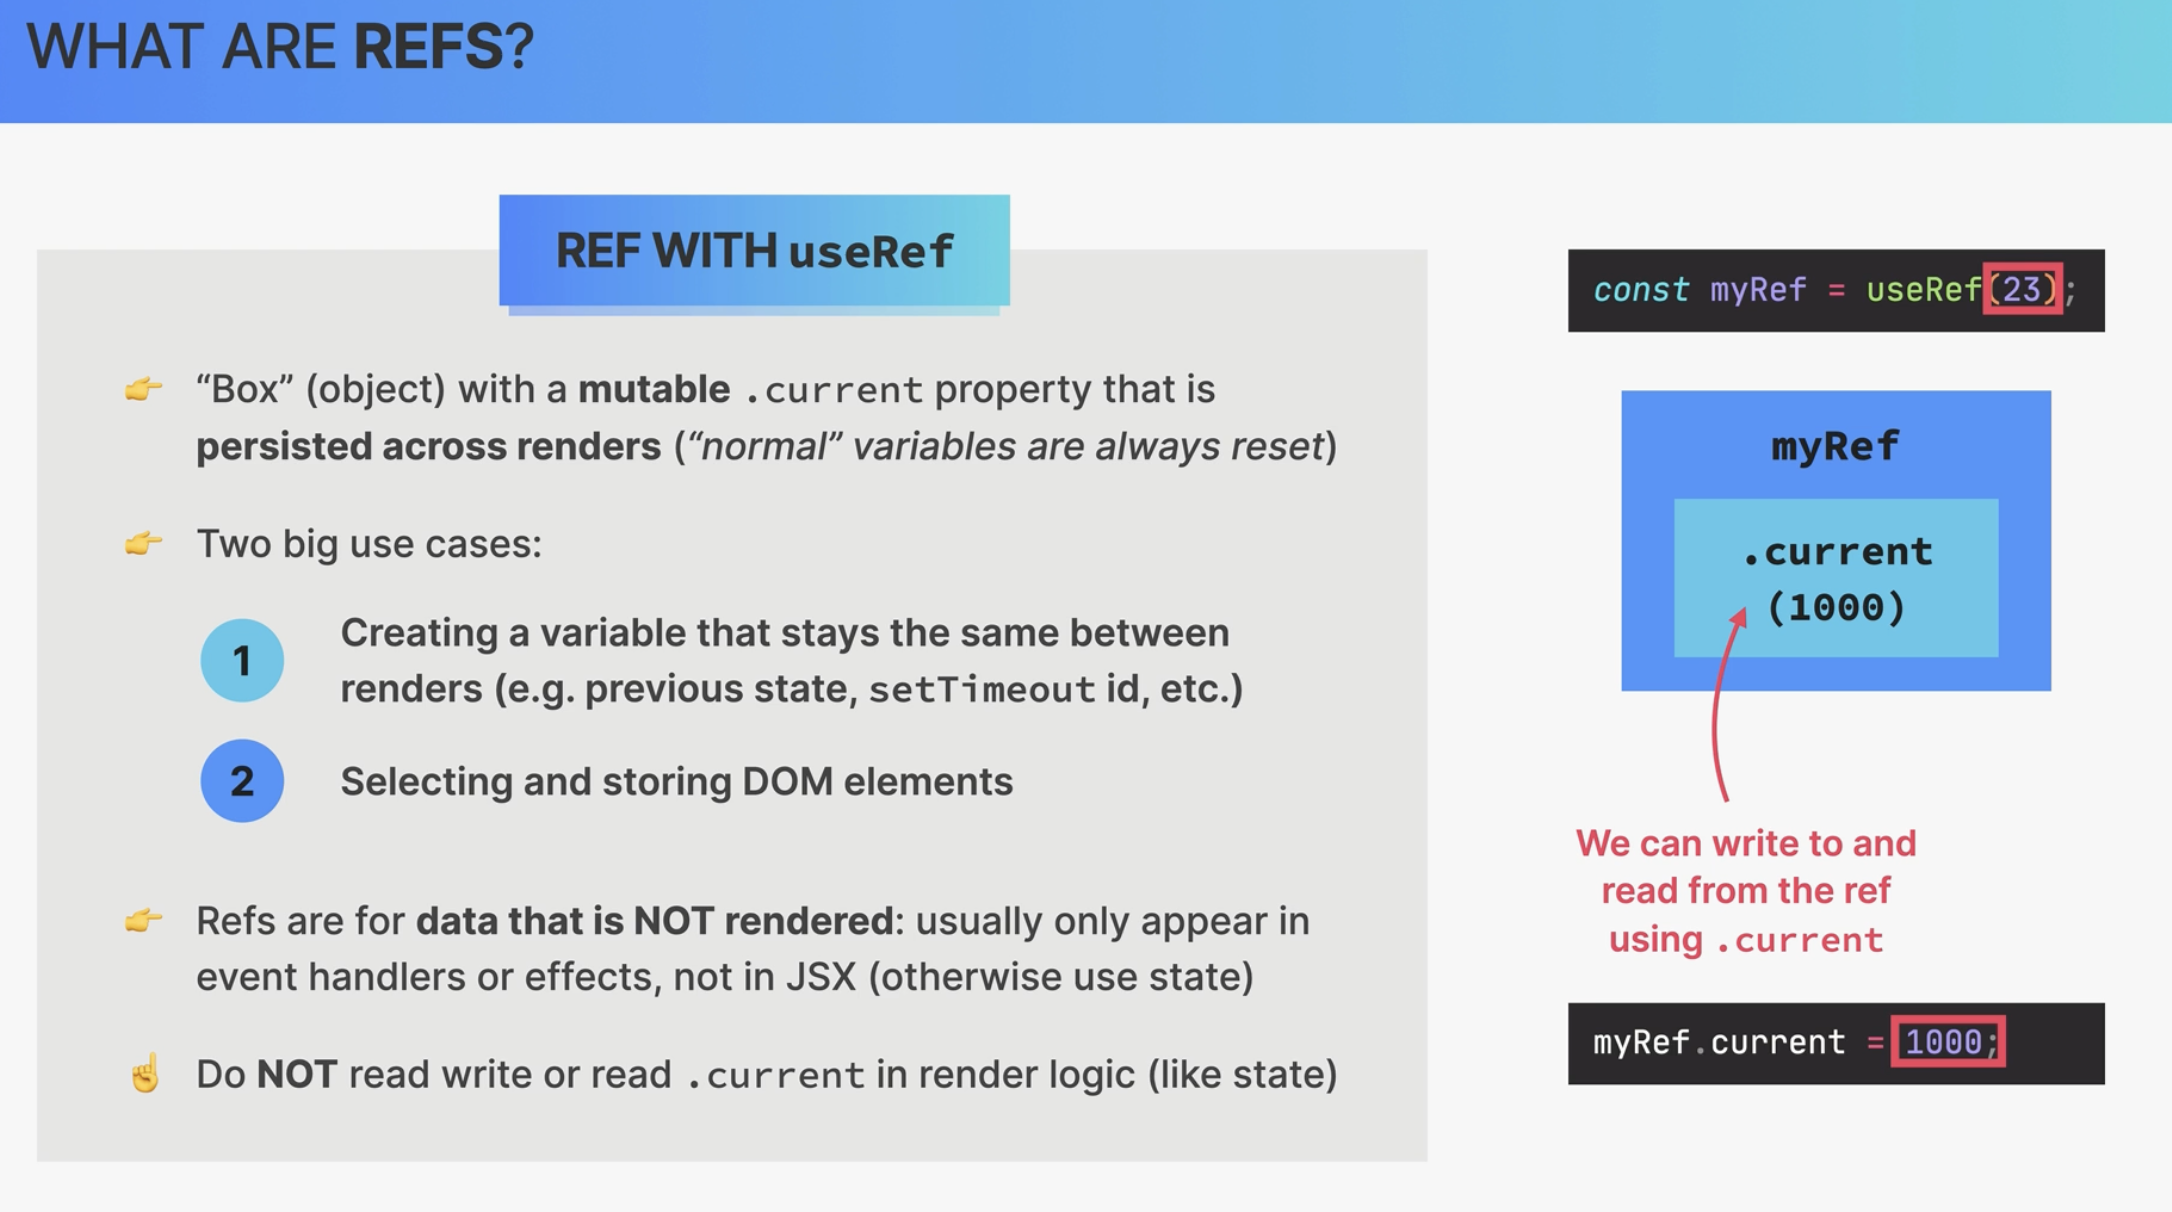 WHAT ARE REFS?
REF WITH useRef
👉 “Box” (object) with a mutable .current property that is
persisted across renders (“normal” variables are always reset)
👉 Two big use cases:
1 Creating a variable that stays the same between
renders (e.g. previous state, setTimeout id, etc.)
2 Selecting and storing DOM elements
👉 Refs are for data that is NOT rendered: usually only appear in
event handlers or effects, not in JSX (otherwise use state)
☝️ Do NOT read write or read .current in render logic (like state)
const myRef = useRef(23);
myRef
.current
(1000)
We can write to and
read from the ref
using .current
myRef.current = 1000;